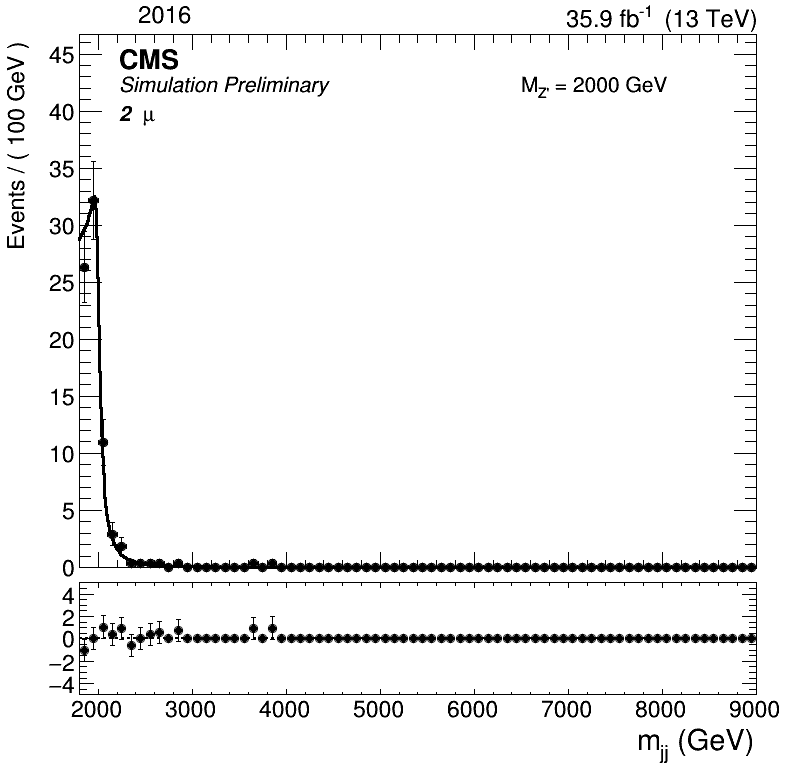 2016 35.9 fb⁻¹ (13 TeV)
CMS
Simulation Preliminary M_Z' = 2000 GeV
2 μ
Events / ( 100 GeV )
45
40
35
30
25
20
15
10
5
0
4
2
0
−2
−4
2000 3000 4000 5000 6000 7000 8000 9000
m_jj (GeV)